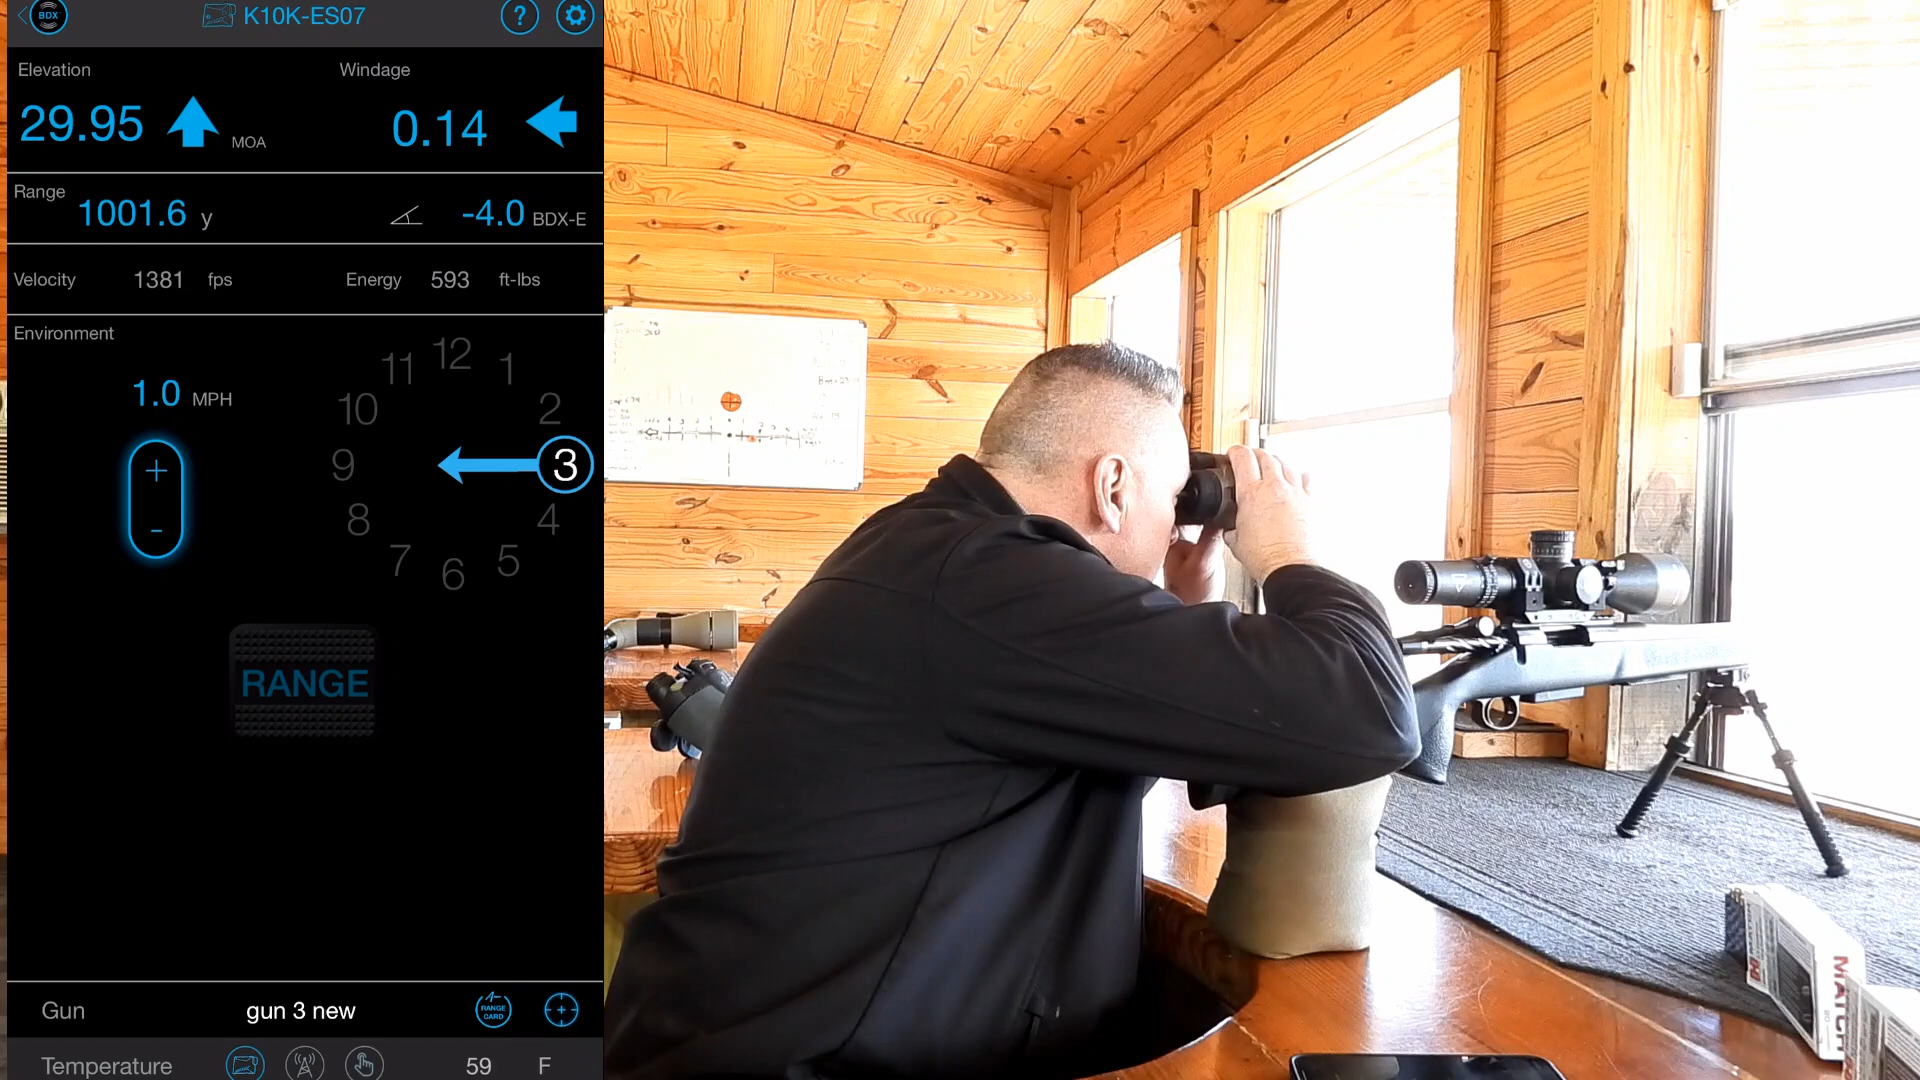 BDX K10K-ES07 ?
Elevation Windage
29.95 MOA 0.14
Range 1001.6 y -4.0 BDX-E
Velocity 1381 fps Energy 593 ft-lbs
Environment
12
11 1
1.0 MPH
10 2
+
9 3
-
8 4
7 5
6
RANGE
Gun gun 3 new RANGE CARD
Temperature 59 F
MATCH